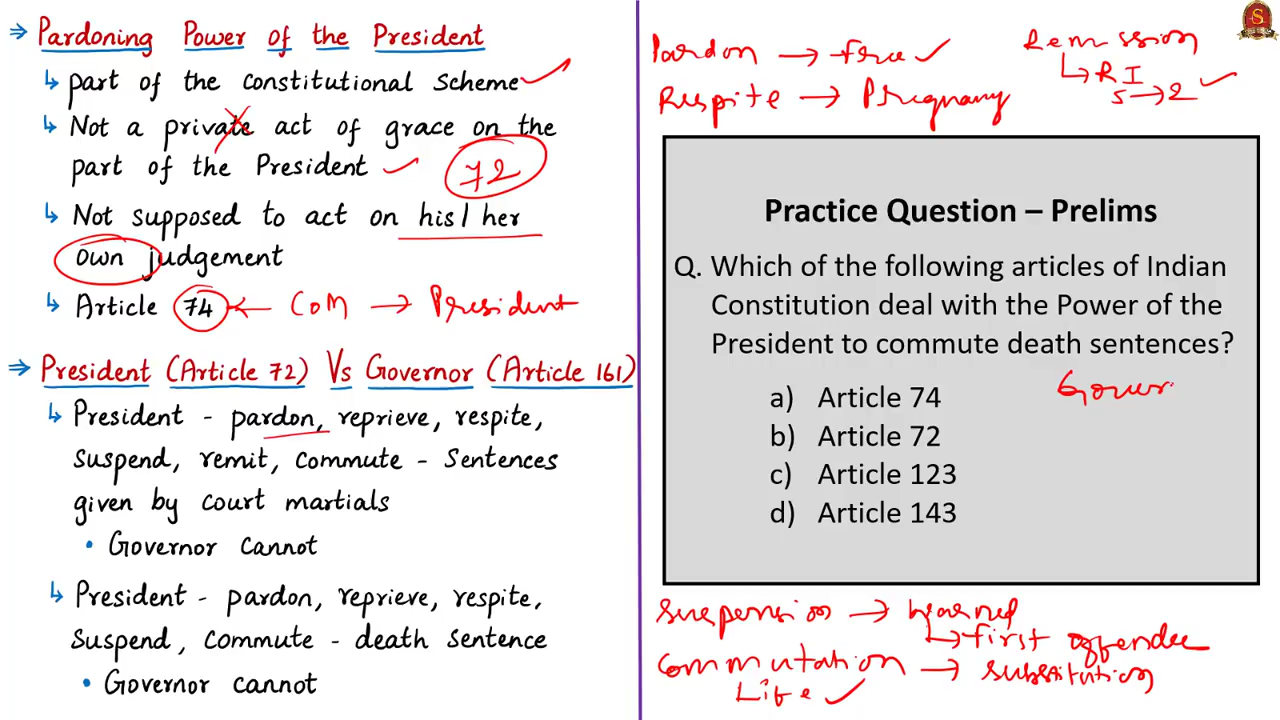 ⇒ Pardoning Power of the President
↳ part of the constitutional scheme
↳ Not a private act of grace on the
part of the President
72
↳ Not supposed to act on his/her
own judgement
↳ Article 74 ← COM → President
⇒ President (Article 72) Vs Governor (Article 161)
↳ President - pardon, reprieve, respite,
suspend, remit, commute - Sentences
given by court martials
• Governor cannot
↳ President - pardon, reprieve, respite,
suspend, commute - death sentence
• Governor cannot
Pardon → free
Respite → Pregnancy
Remission
↳ RI
5 → 2
S
Practice Question – Prelims
Q. Which of the following articles of Indian
Constitution deal with the Power of the
President to commute death sentences?
a) Article 74
b) Article 72
c) Article 123
d) Article 143
Gover
Suspension → Warned
↳ first offender
Commutation → Substitution
Life